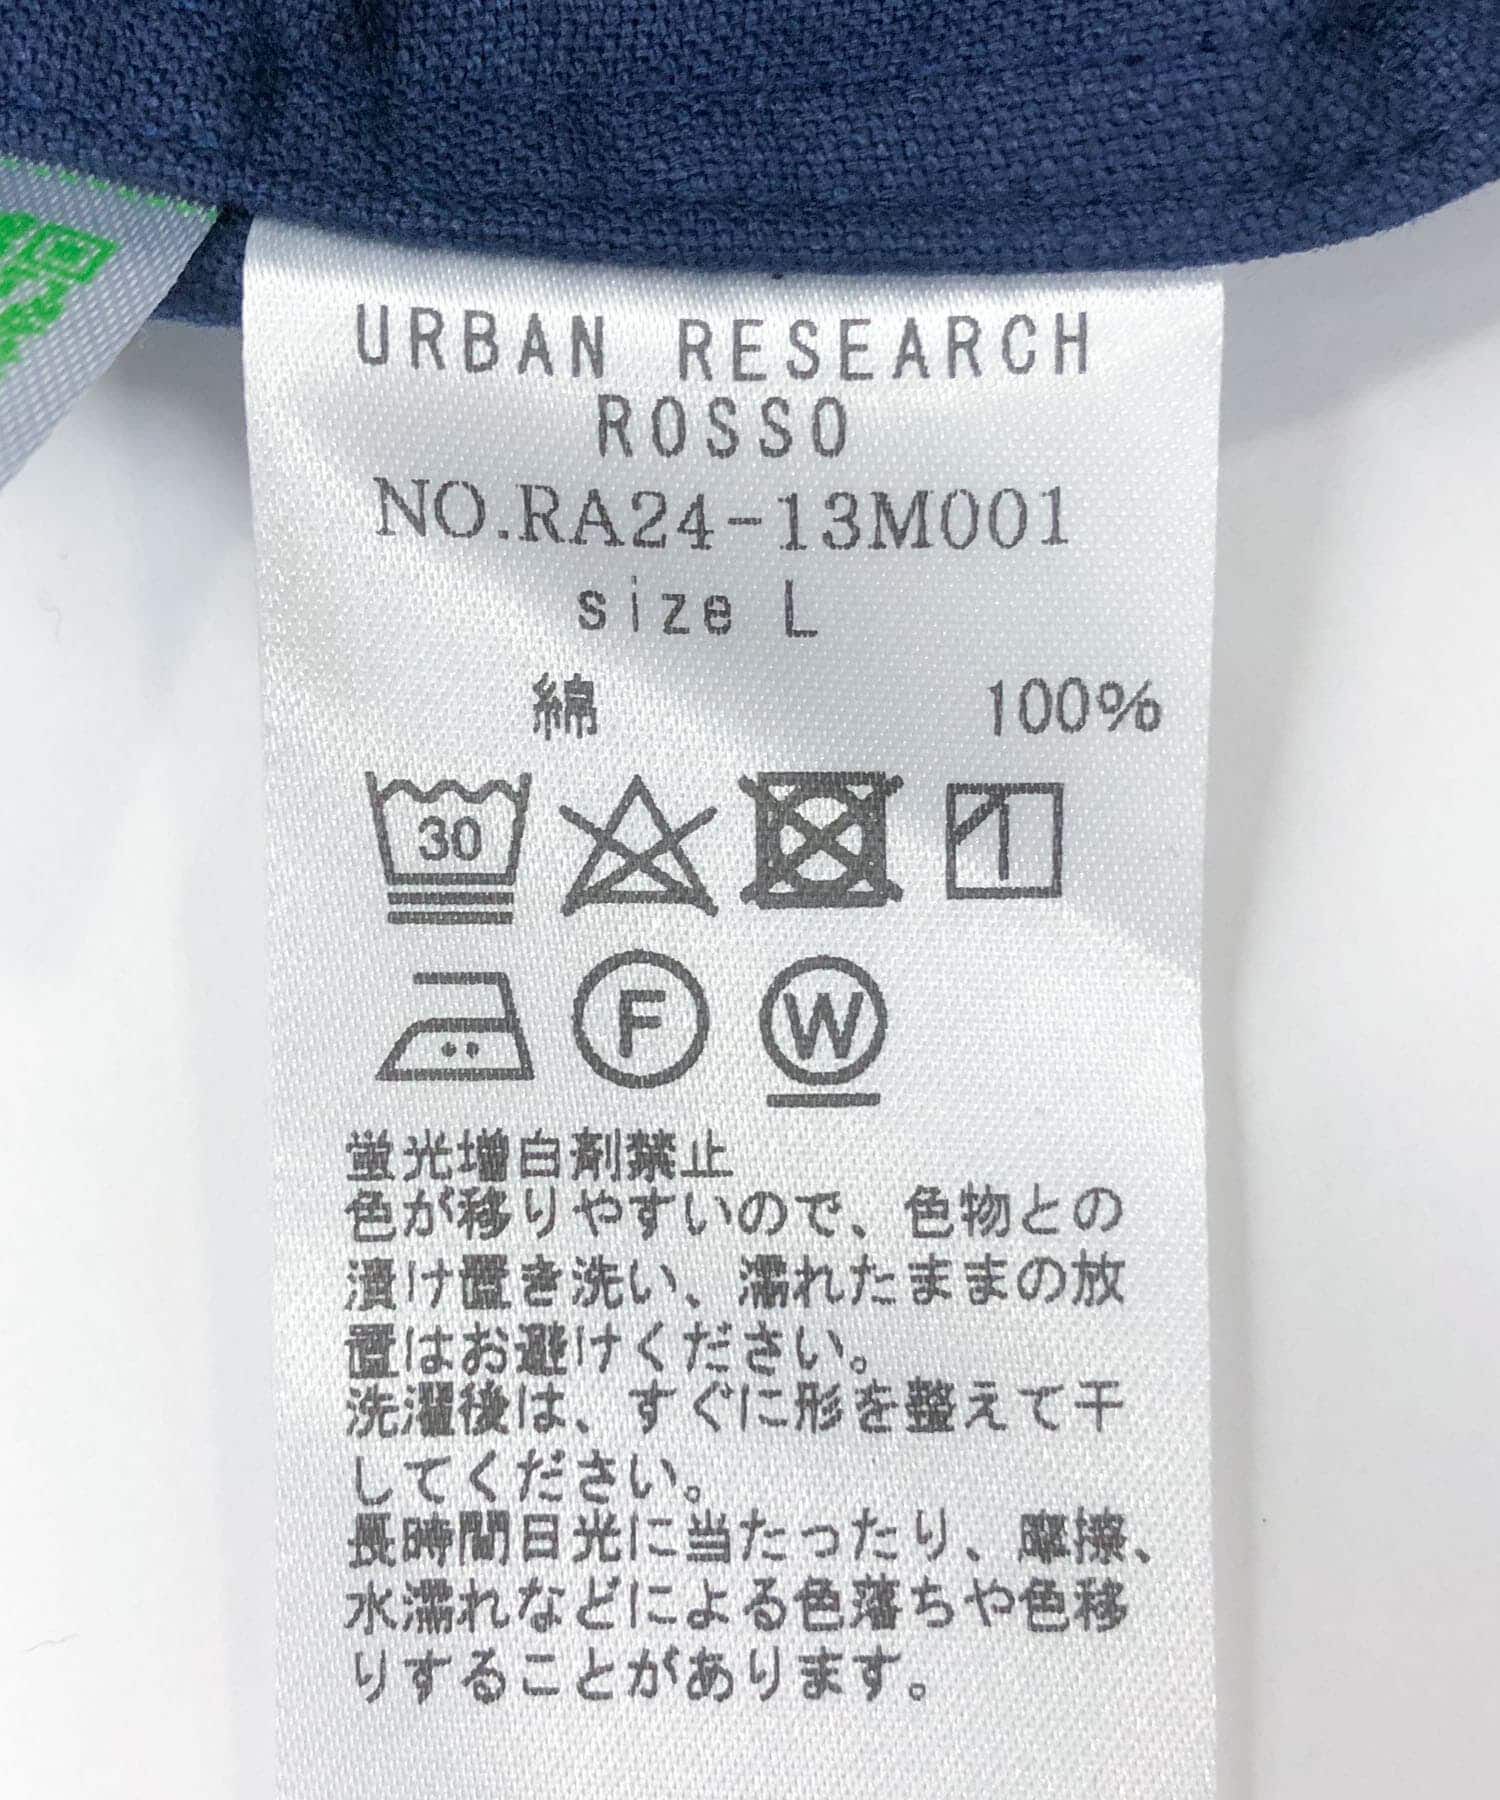 URBAN RESEARCH
ROSSO
NO.RA24-13M001
size L
綿 100%
30
F W
蛍光増白剤禁止
色が移りやすいので、色物との
漬け置き洗い、濡れたままの放
置はお避けください。
洗濯後は、すぐに形を整えて干
してください。
長時間日光に当たったり、摩擦、
水濡れなどによる色落ちや色移
りすることがあります。